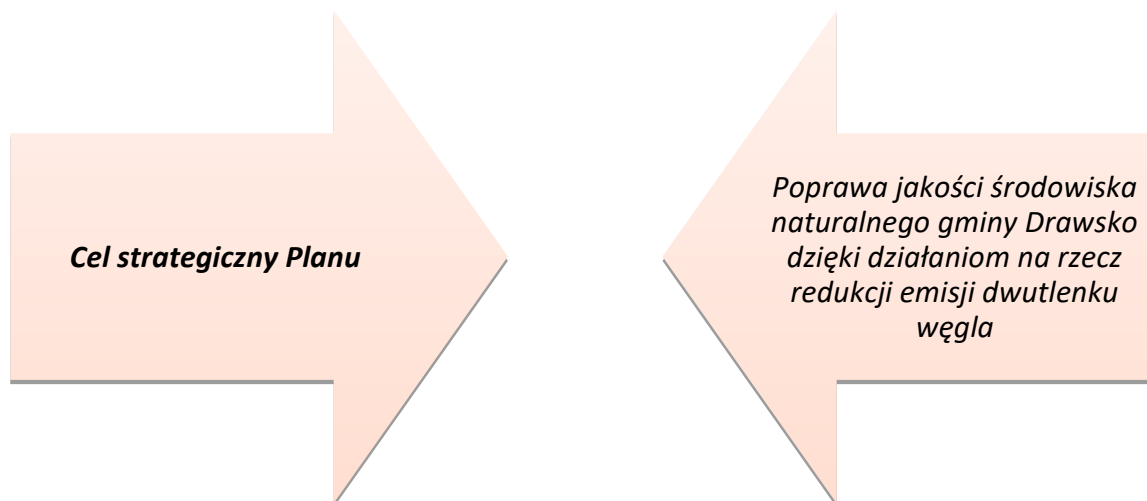 Cel strategiczny Planu
Poprawa jakości środowiska
naturalnego gminy Drawsko
dzięki działaniom na rzecz
redukcji emisji dwutlenku
węgla